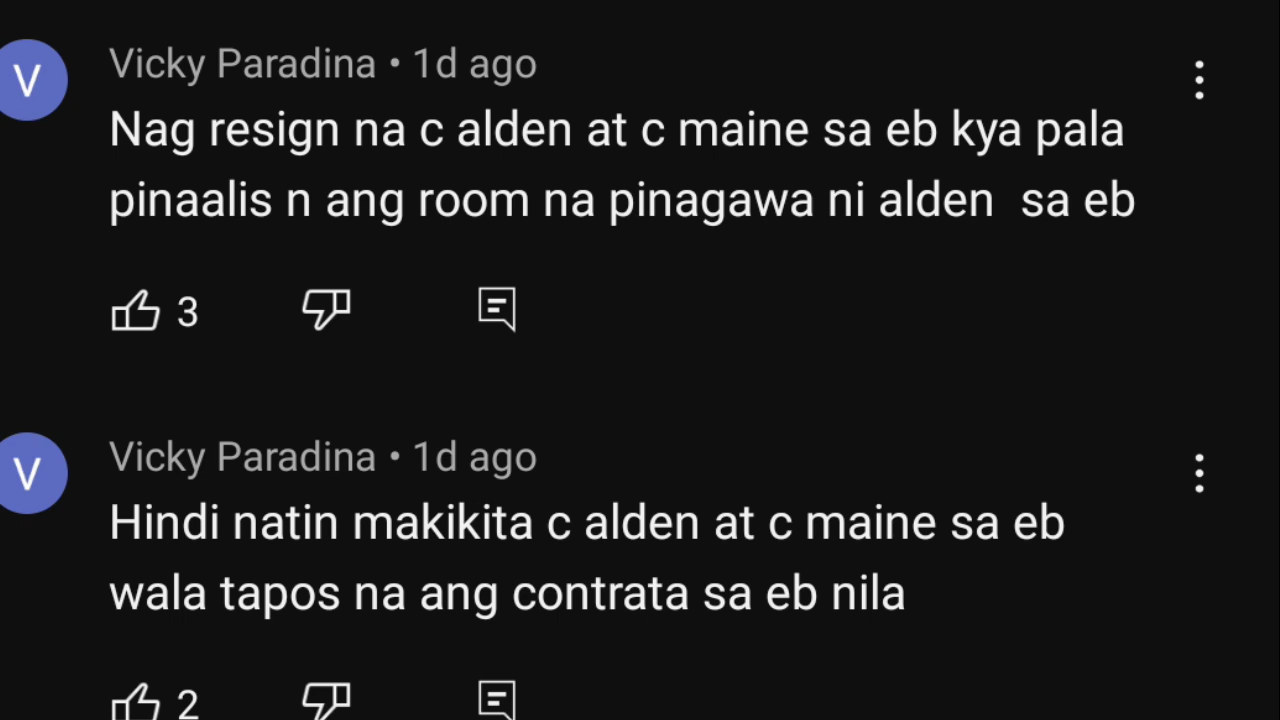 V
Vicky Paradina • 1d ago
Nag resign na c alden at c maine sa eb kya pala
pinaalis n ang room na pinagawa ni alden  sa eb
3
V
Vicky Paradina • 1d ago
Hindi natin makikita c alden at c maine sa eb
wala tapos na ang contrata sa eb nila
2